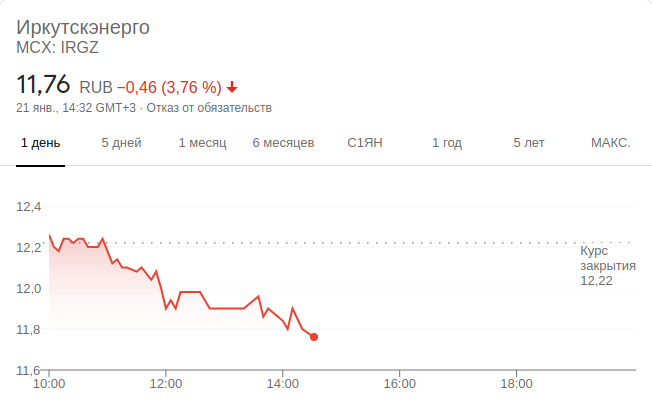 Иркутскэнерго
MCX: IRGZ
11,76 RUB −0,46 (3,76 %)
21 янв., 14:32 GMT+3 · Отказ от обязательств
1 день 5 дней 1 месяц 6 месяцев С1ЯН 1 год 5 лет МАКС.
12,4
12,2
Курс
закрытия
12,22
12,0
11,8
11,6
10:00 12:00 14:00 16:00 18:00